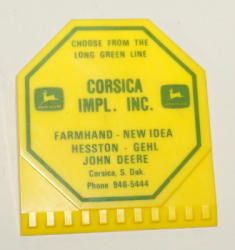 CHOOSE FROM THE
LONG GREEN LINE
CORSICA
IMPL. INC.
FARMHAND - NEW IDEA
HESSTON - GEHL
JOHN DEERE
Corsica, S. Dak.
Phone 946-5444